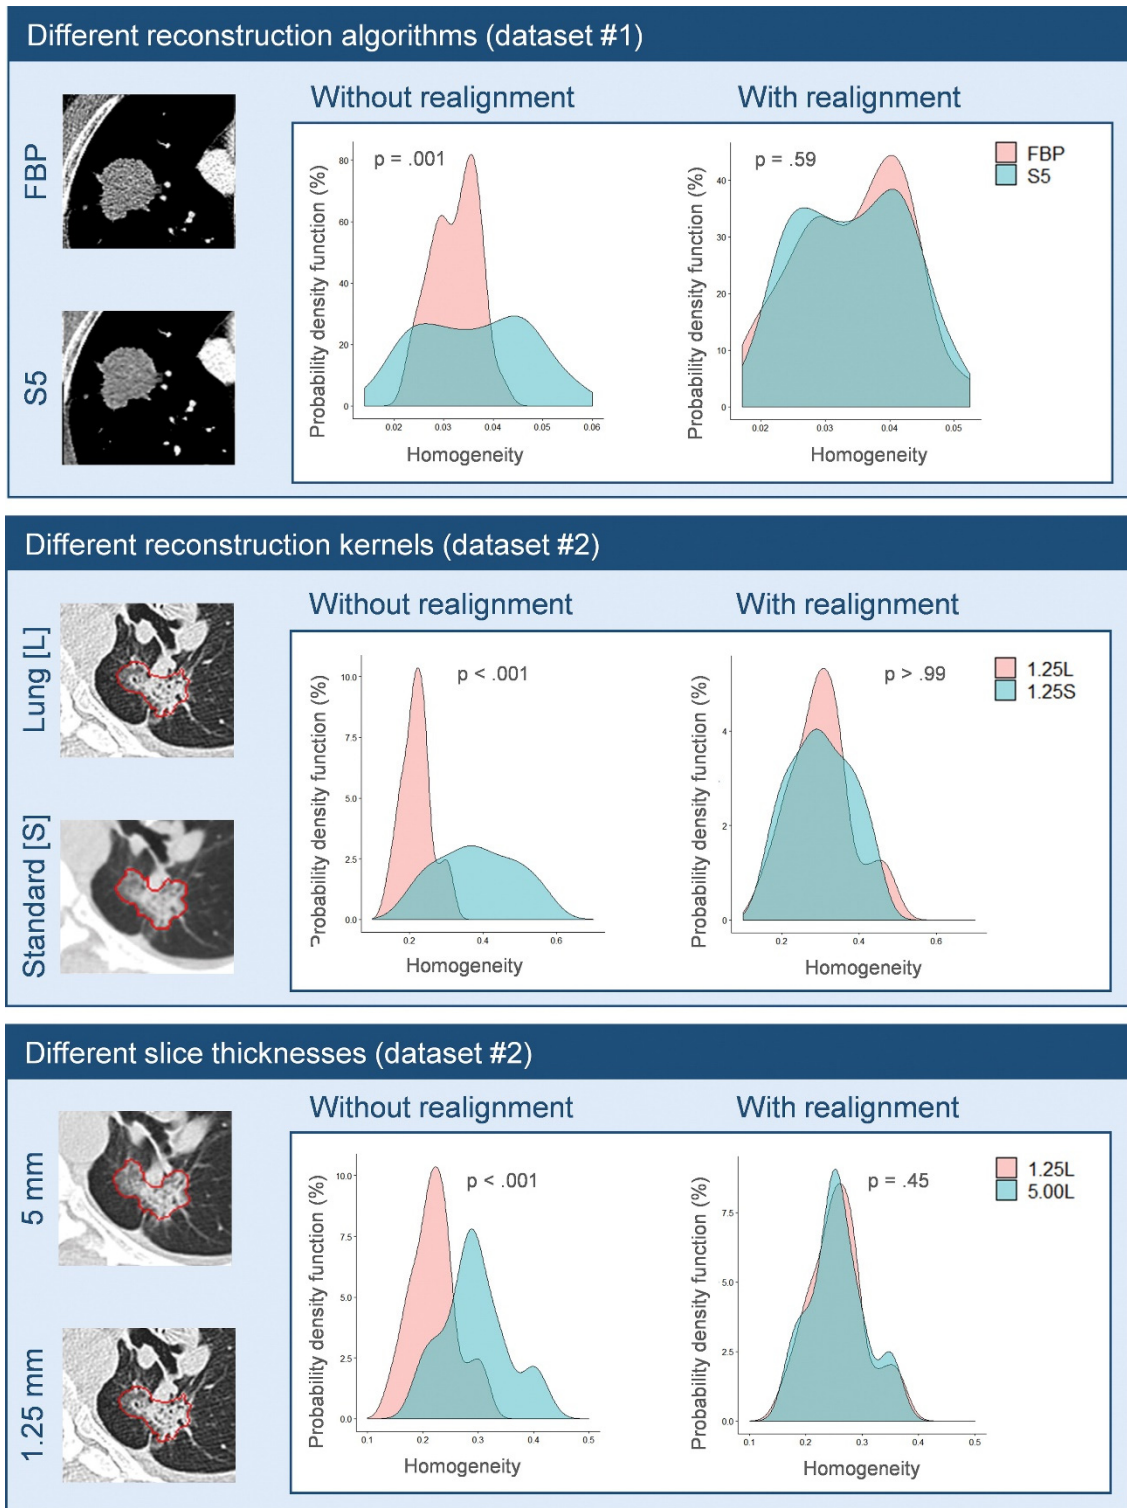 Different reconstruction algorithms (dataset #1)
FBP
S5
Without realignment
With realignment
p = .001
Probability density function (%)
80
60
40
20
0
0.02 0.03 0.04 0.05 0.06
Homogeneity
p = .59
Probability density function (%)
40
30
20
10
0
0.02 0.03 0.04 0.05
Homogeneity
FBP
S5
Different reconstruction kernels (dataset #2)
Lung [L]
Standard [S]
Without realignment
With realignment
p < .001
Probability density function (%)
10.0
7.5
5.0
2.5
0.0
0.2 0.4 0.6
Homogeneity
p > .99
Probability density function (%)
4
2
0
0.2 0.4 0.6
Homogeneity
1.25L
1.25S
Different slice thicknesses (dataset #2)
5 mm
1.25 mm
Without realignment
With realignment
p < .001
Probability density function (%)
10.0
7.5
5.0
2.5
0.0
0.1 0.2 0.3 0.4 0.5
Homogeneity
p = .45
Probability density function (%)
7.5
5.0
2.5
0.0
0.1 0.2 0.3 0.4 0.5
Homogeneity
1.25L
5.00L